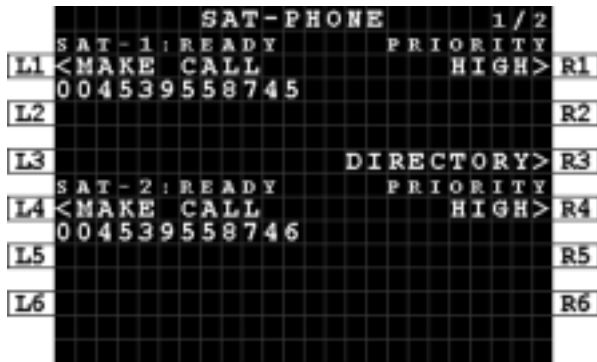 SAT-PHONE 1/2
SAT-1:READY PRIORITY
L1 <MAKE CALL HIGH> R1
004539558745
L2 R2
L3 DIRECTORY> R3
SAT-2:READY PRIORITY
L4 <MAKE CALL HIGH> R4
004539558746
L5 R5
L6 R6